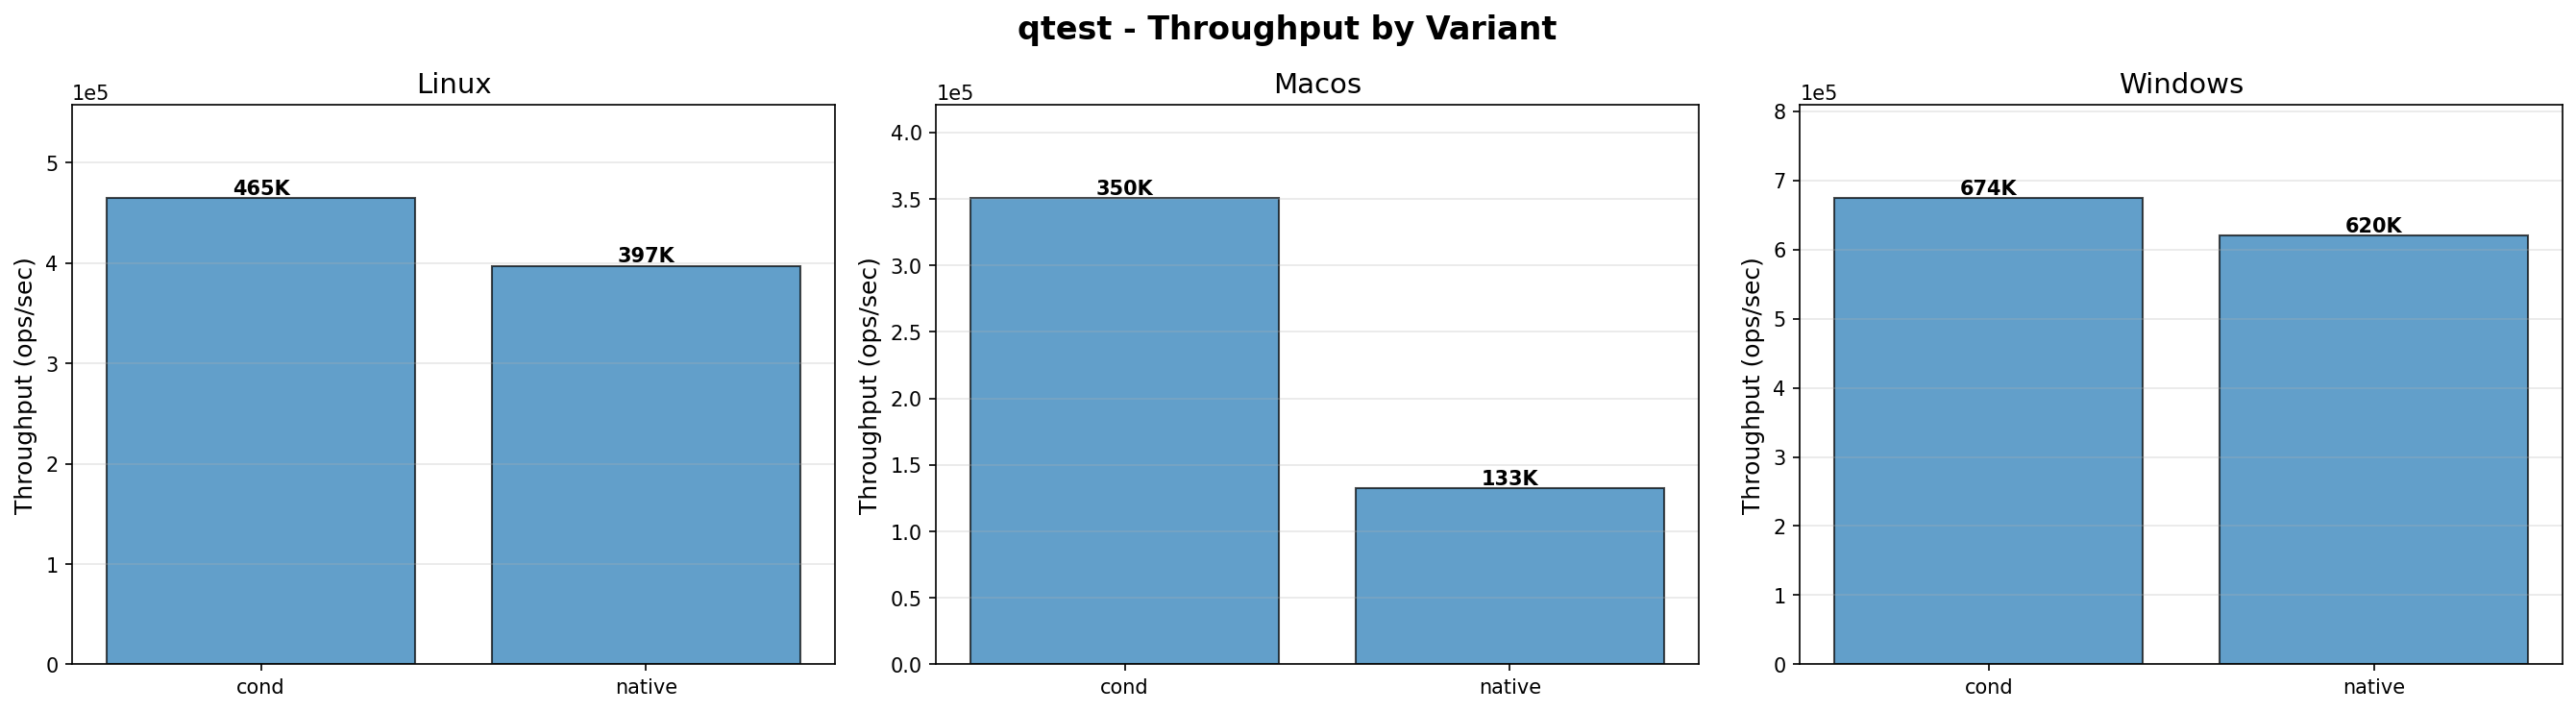 qtest - Throughput by Variant
Linux
1e5
Throughput (ops/sec)
5
4
3
2
1
0
465K
397K
cond
native
Macos
1e5
Throughput (ops/sec)
4.0
3.5
3.0
2.5
2.0
1.5
1.0
0.5
0.0
350K
133K
cond
native
Windows
1e5
Throughput (ops/sec)
8
7
6
5
4
3
2
1
0
674K
620K
cond
native